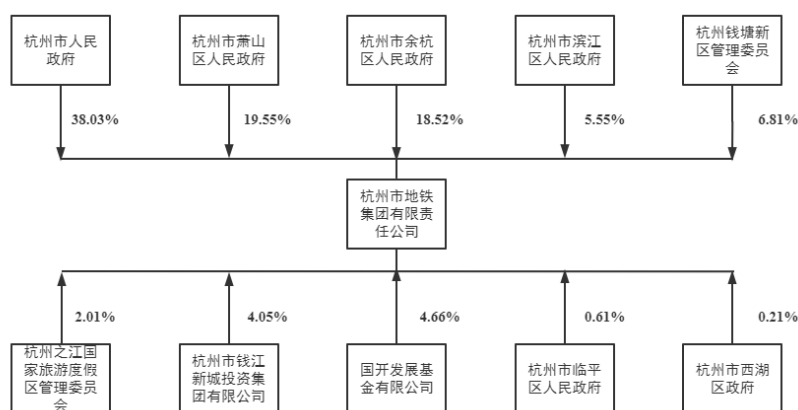 杭州市人民
政府
杭州市萧山
区人民政府
杭州市余杭
区人民政府
杭州市滨江
区人民政府
杭州钱塘新
区管理委员
会
38.03%
19.55%
18.52%
5.55%
6.81%
杭州市地铁
集团有限责
任公司
2.01%
4.05%
4.66%
0.61%
0.21%
杭州之江国
家旅游度假
区管理委员
会
杭州市钱江
新城投资集
团有限公司
国开发展基
金有限公司
杭州市临平
区人民政府
杭州市西湖
区政府